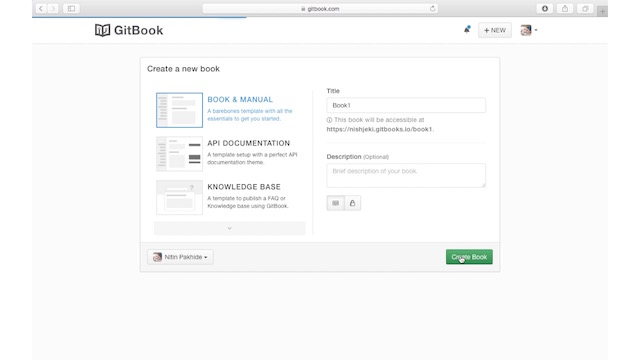 gitbook.com
GitBook
+ NEW
Create a new book
BOOK & MANUAL
A barebones template with all the
essentials to get you started.
API DOCUMENTATION
A template setup with a perfect API
documentation theme.
KNOWLEDGE BASE
A template to publish a FAQ or
Knowledge base using GitBook.
Title
Book1
This book will be accessible at
https://nishjeki.gitbooks.io/book1.
Description (Optional)
Brief description of your book.
Nitin Pakhide
Create Book